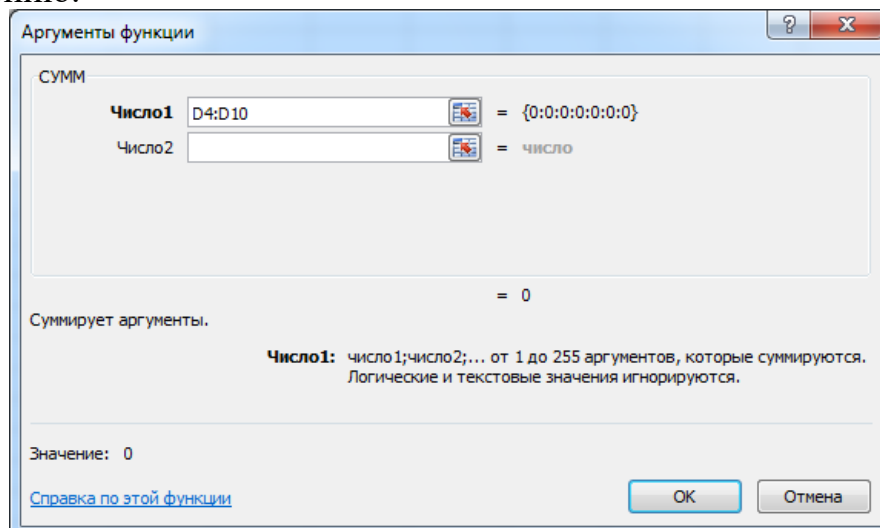 Аргументы функции
СУММ
Число1 D4:D10 = {0:0:0:0:0:0:0}
Число2 = число
= 0
Суммирует аргументы.
Число1: число1;число2;... от 1 до 255 аргументов, которые суммируются.
Логические и текстовые значения игнорируются.
Значение: 0
Справка по этой функции
ОК Отмена